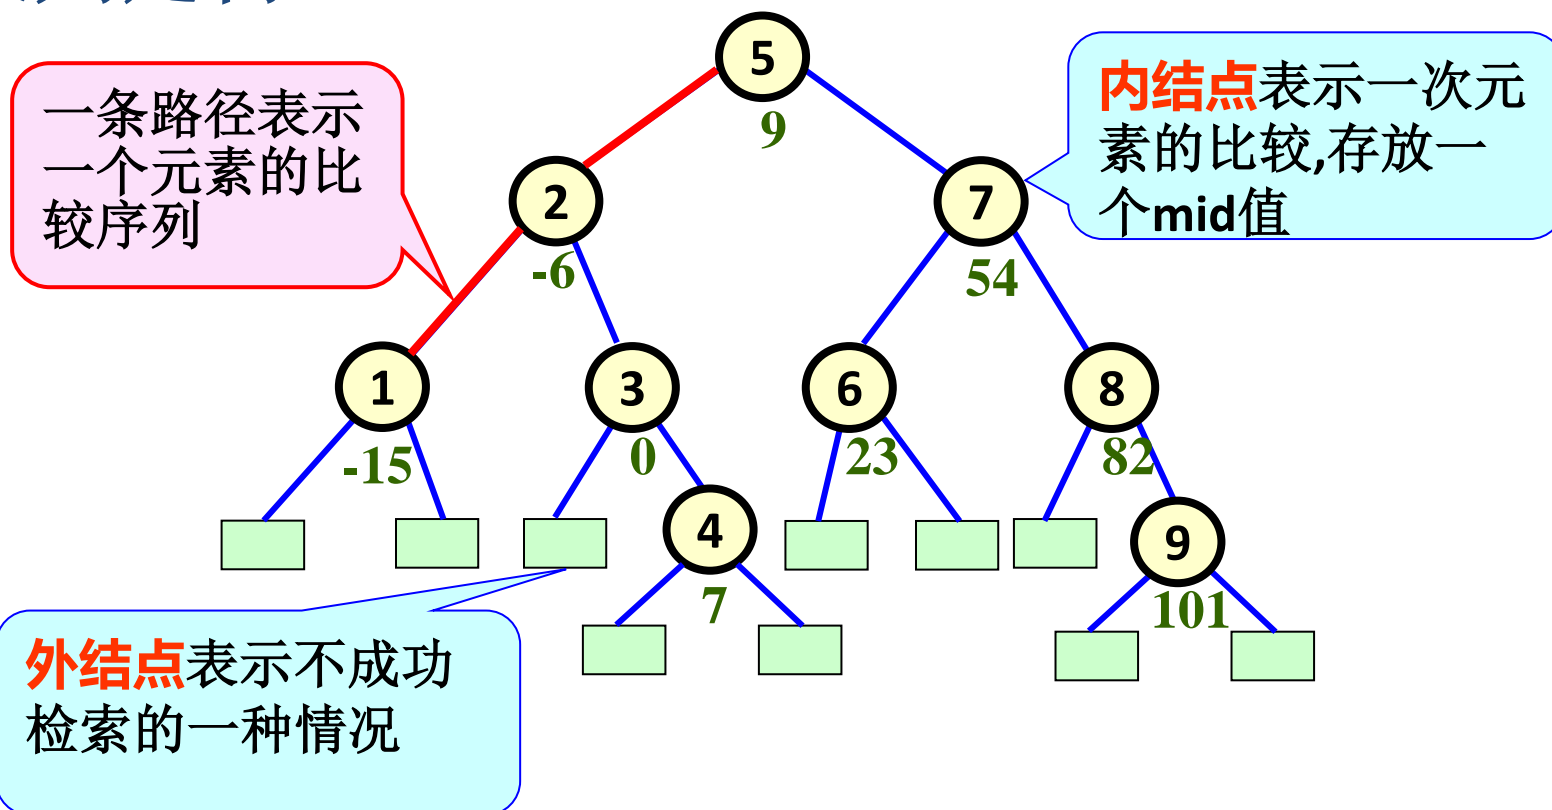 5
9
一条路径表示
一个元素的比
较序列
内结点表示一次元
素的比较,存放一
个mid值
2
-6
7
54
1
-15
3
0
6
23
8
82
4
7
9
101
外结点表示不成功
检索的一种情况